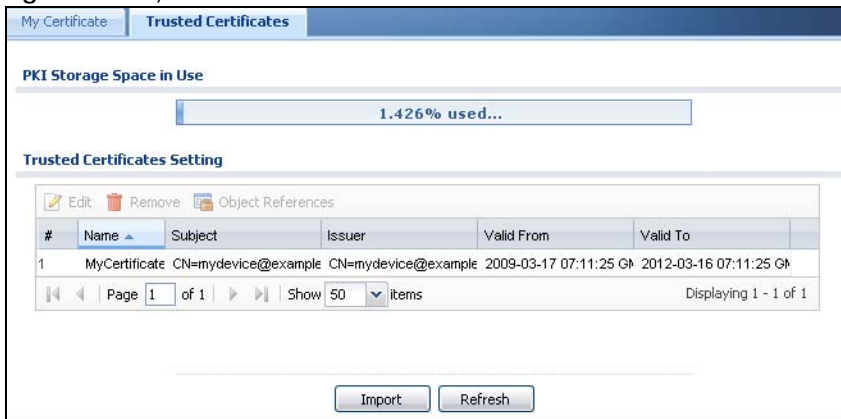 My Certificate Trusted Certificates
PKI Storage Space in Use
1.426% used...
Trusted Certificates Setting
Edit Remove Object References
# Name Subject Issuer Valid From Valid To
1 MyCertificate CN=mydevice@example CN=mydevice@example 2009-03-17 07:11:25 GM 2012-03-16 07:11:25 GM
Page 1 of 1 Show 50 items Displaying 1 - 1 of 1
Import Refresh